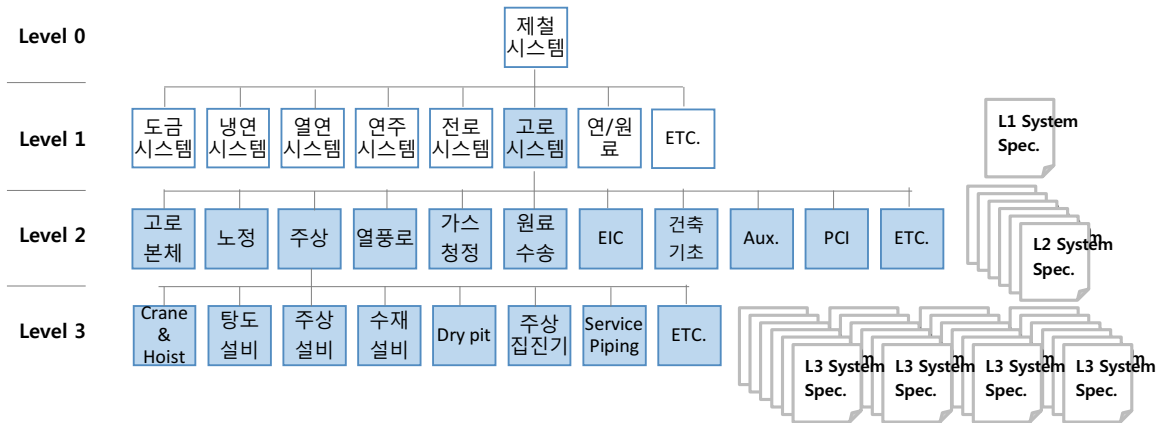 Level 0
제철
시스템
Level 1
도금
시스템
냉연
시스템
열연
시스템
연주
시스템
전로
시스템
고로
시스템
연/원
료
ETC.
L1 System
Spec.
Level 2
고로
본체
노정
주상
열풍로
가스
청정
원료
수송
EIC
건축
기초
Aux.
PCI
ETC.
L2 System
Spec.
Level 3
Crane
&
Hoist
탕도
설비
주상
설비
수재
설비
Dry pit
주상
집진기
Service
Piping
ETC.
L3 System
Spec.
L3 System
Spec.
L3 System
Spec.
L3 System
Spec.